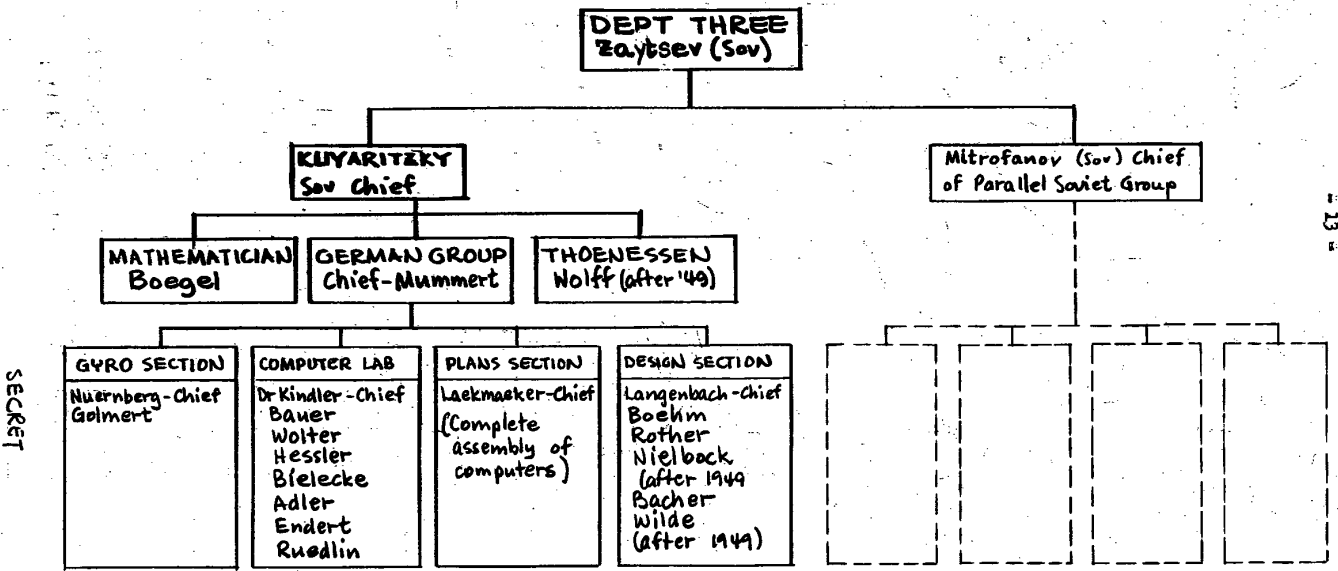 DEPT THREE
Zaytsev (Sov)
KUYARITZKY
Sov Chief
Mitrofanov (Sov) Chief
of Parallel Soviet Group
- 13 -
MATHEMATICIAN
Boegel
GERMAN GROUP
Chief-Mummert
THOENESSEN
Wolff (after '49)
GYRO SECTION
Nuernberg-Chief
Golmert
COMPUTER LAB
Dr Kindler-Chief
Bauer
Wolter
Hessler
Bielecke
Adler
Endert
Ruedlin
PLANS SECTION
Laekmaeker-Chief
(Complete
assembly of
computers)
DESIGN SECTION
Langenbach-Chief
Boehm
Rother
Nielbock
(after 1949
Bacher
Wilde
(after 1949)
SECRET